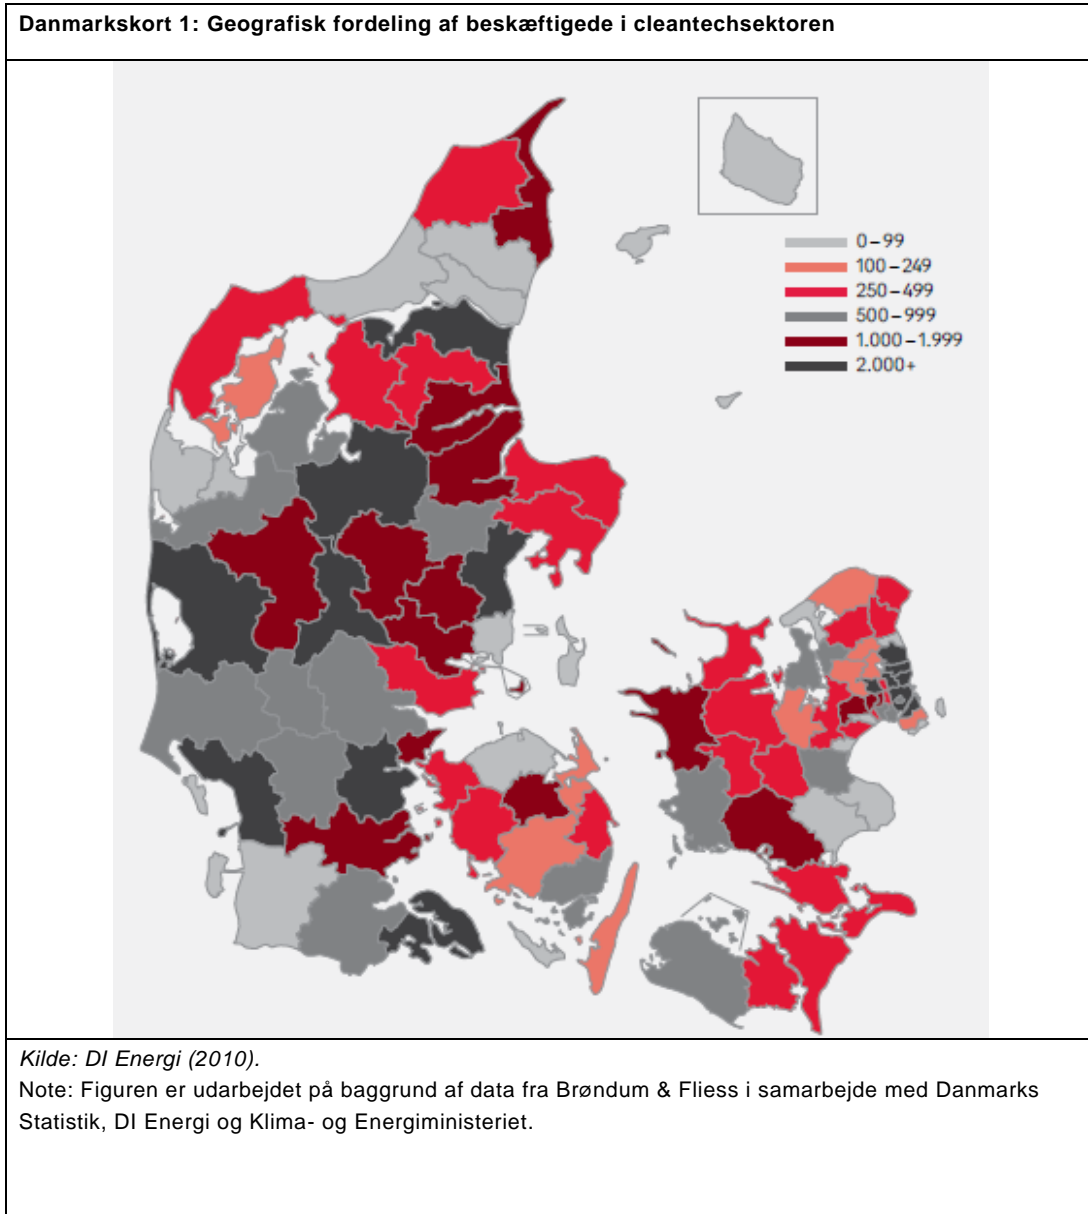 Danmarkskort 1: Geografisk fordeling af beskæftigede i cleantechsektoren
0–99
100–249
250–499
500–999
1.000–1.999
2.000+
Kilde: DI Energi (2010).
Note: Figuren er udarbejdet på baggrund af data fra Brøndum & Fliess i samarbejde med Danmarks
Statistik, DI Energi og Klima- og Energiministeriet.